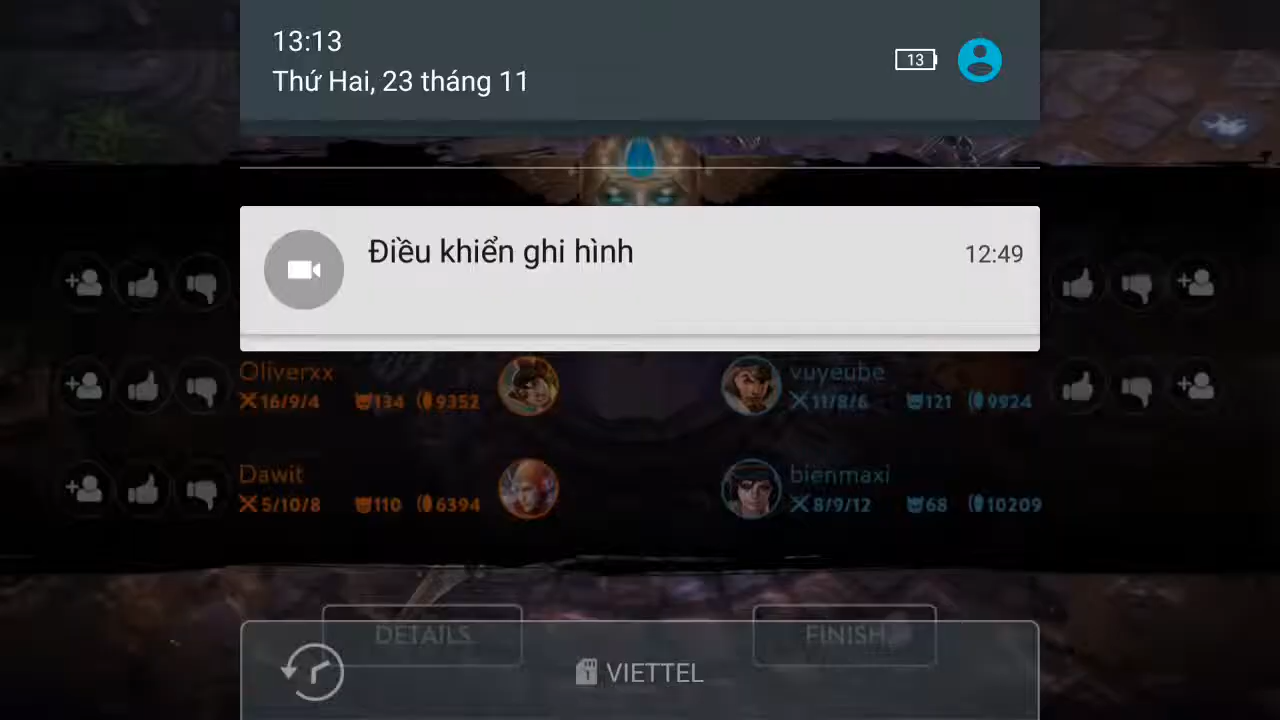 13:13
13
Thứ Hai, 23 tháng 11
Điều khiển ghi hình
12:49
Oliverxx
16/9/4 134 9352
vuyeube
11/8/6 121 9924
Dawit
5/10/8 110 6394
bienmaxi
8/9/12 68 10209
DETAILS
FINISH
1 VIETTEL